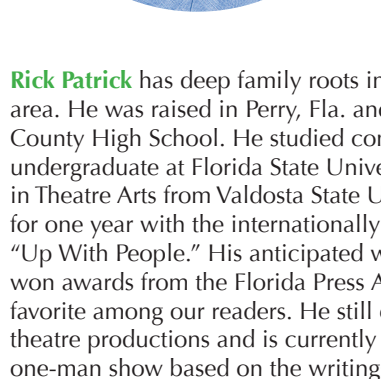 Rick Patrick has deep family roots in
area. He was raised in Perry, Fla. and
County High School. He studied
undergraduate at Florida State
in Theatre Arts from Valdosta State
for one year with the internationally
“Up With People.” His anticipated
won awards from the Florida Press
favorite among our readers. He still
theatre productions and is currently
one-man show based on the